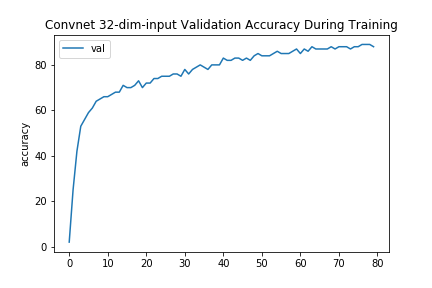 Convnet 32-dim-input Validation Accuracy During Training
val
accuracy
80
60
40
20
0
0 10 20 30 40 50 60 70 80